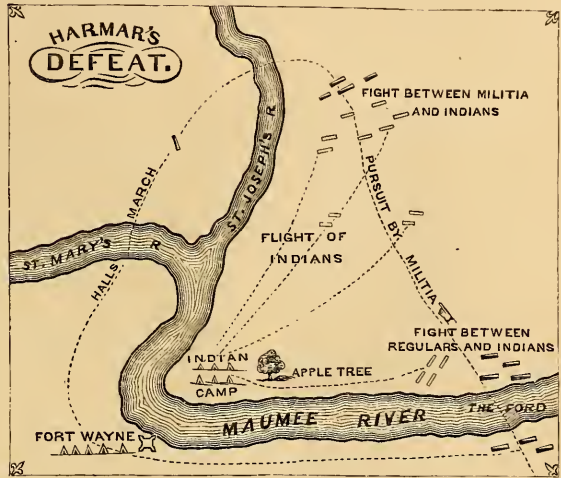 HARMAR'S
DEFEAT.
FIGHT BETWEEN MILITIA
AND INDIANS
ST. JOSEPH'S R
PURSUIT BY MILITIA
HALLS MARCH
ST. MARY'S R
FLIGHT OF
INDIANS
FIGHT BETWEEN
REGULARS AND INDIANS
INDIAN
CAMP
APPLE TREE
MAUMEE RIVER
THE FORD
FORT WAYNE